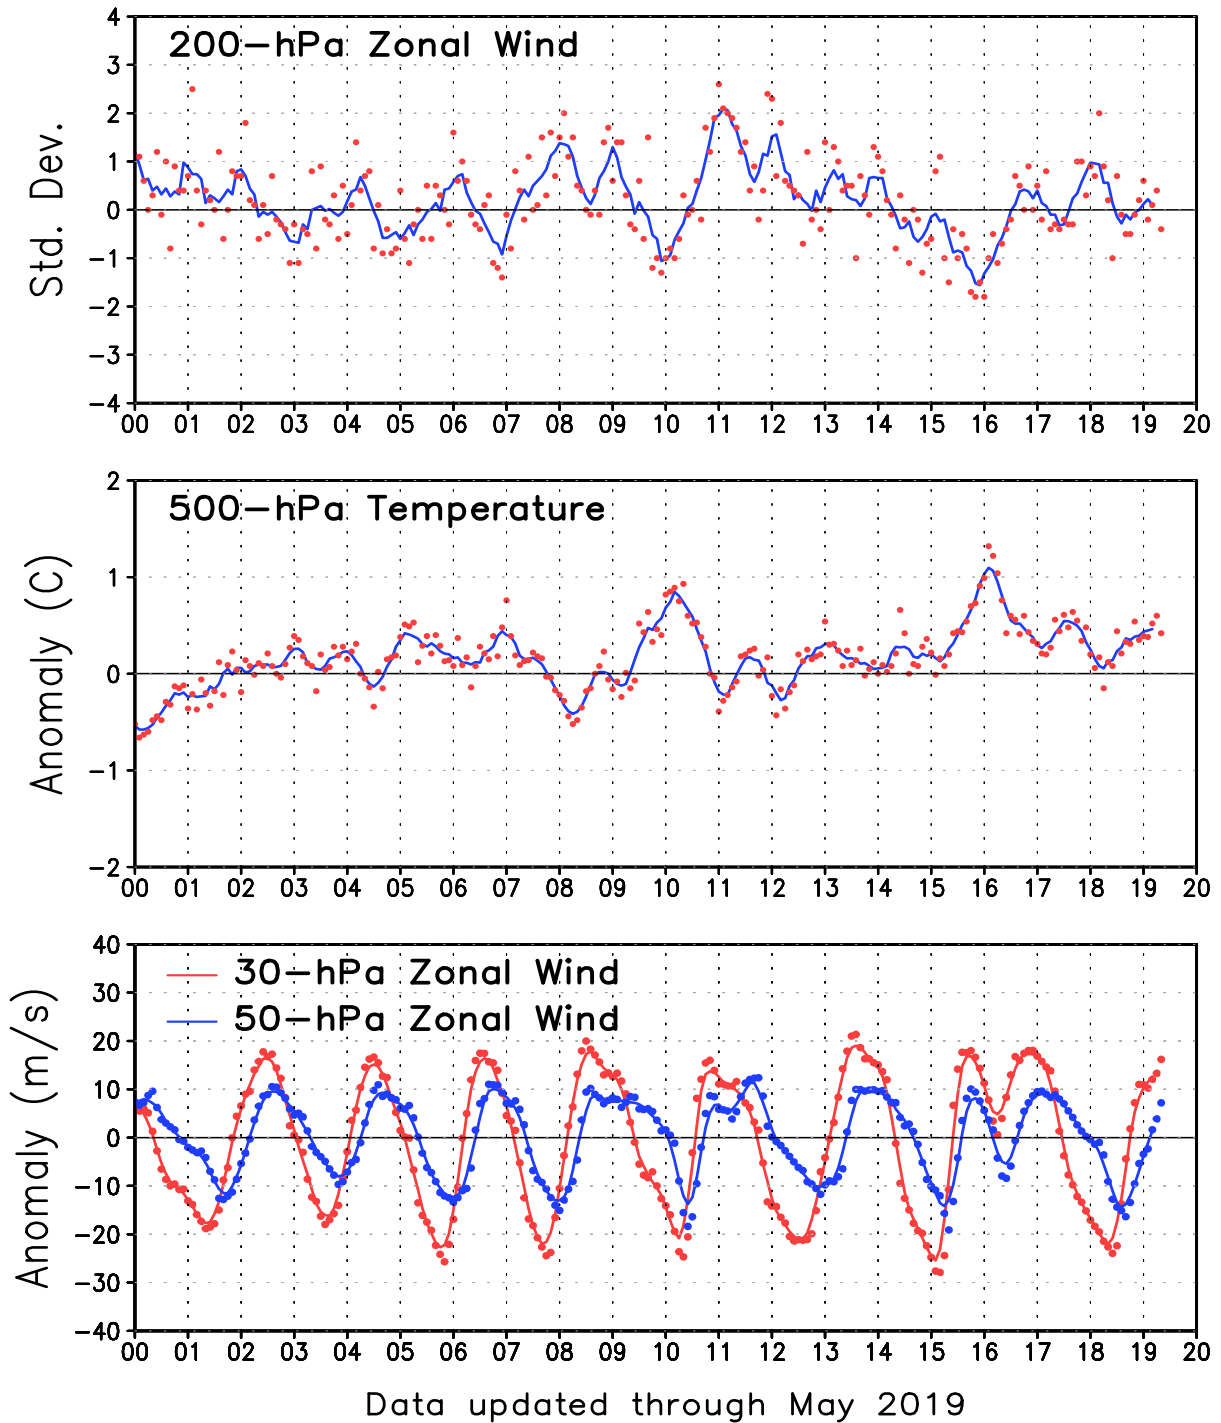 200-hPa Zonal Wind
Std. Dev.
4
3
2
1
0
-1
-2
-3
-4
00 01 02 03 04 05 06 07 08 09 10 11 12 13 14 15 16 17 18 19 20
500-hPa Temperature
Anomaly (C)
2
1
0
-1
-2
00 01 02 03 04 05 06 07 08 09 10 11 12 13 14 15 16 17 18 19 20
30-hPa Zonal Wind
50-hPa Zonal Wind
Anomaly (m/s)
40
30
20
10
0
-10
-20
-30
-40
00 01 02 03 04 05 06 07 08 09 10 11 12 13 14 15 16 17 18 19 20
Data updated through May 2019